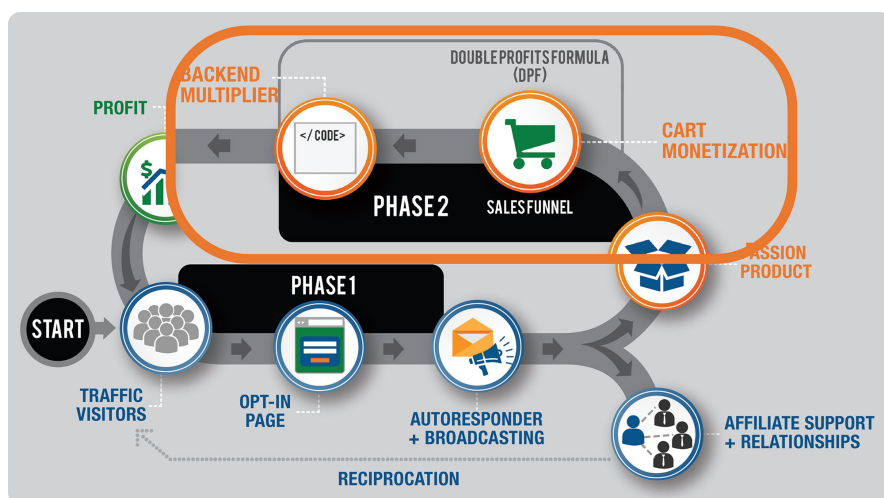 DOUBLE PROFITS FORMULA
(DPF)
BACKEND
MULTIPLIER
PROFIT
</ CODE>
CART
MONETIZATION
PHASE 2
SALES FUNNEL
PASSION
PRODUCT
PHASE 1
START
TRAFFIC
VISITORS
OPT-IN
PAGE
AUTORESPONDER
+ BROADCASTING
AFFILIATE SUPPORT
+ RELATIONSHIPS
RECIPROCATION
$